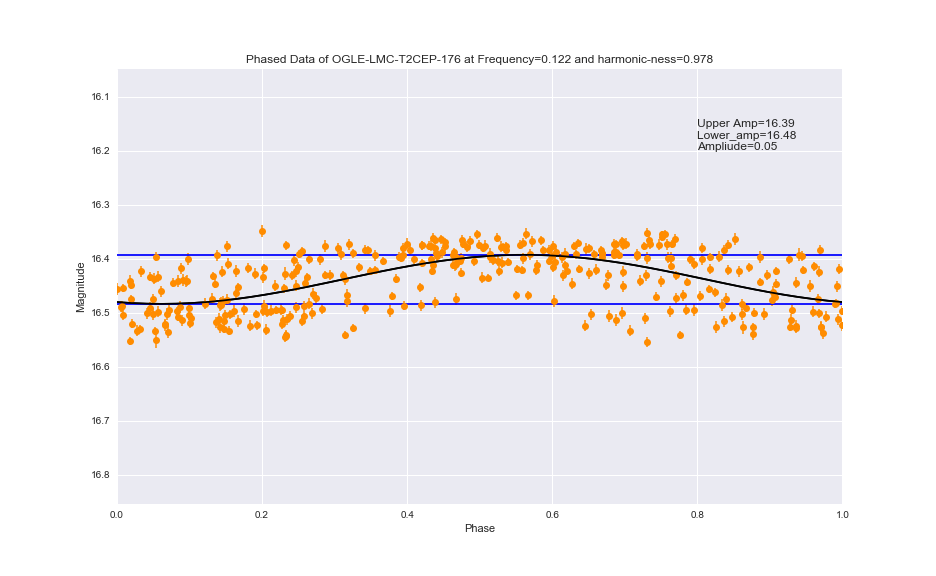 Phased Data of OGLE-LMC-T2CEP-176 at Frequency=0.122 and harmonic-ness=0.978
16.1
Upper Amp=16.39
Lower_amp=16.48
Ampliude=0.05
16.2
16.3
16.4
Magnitude
16.5
16.6
16.7
16.8
0.0 0.2 0.4 0.6 0.8 1.0
Phase